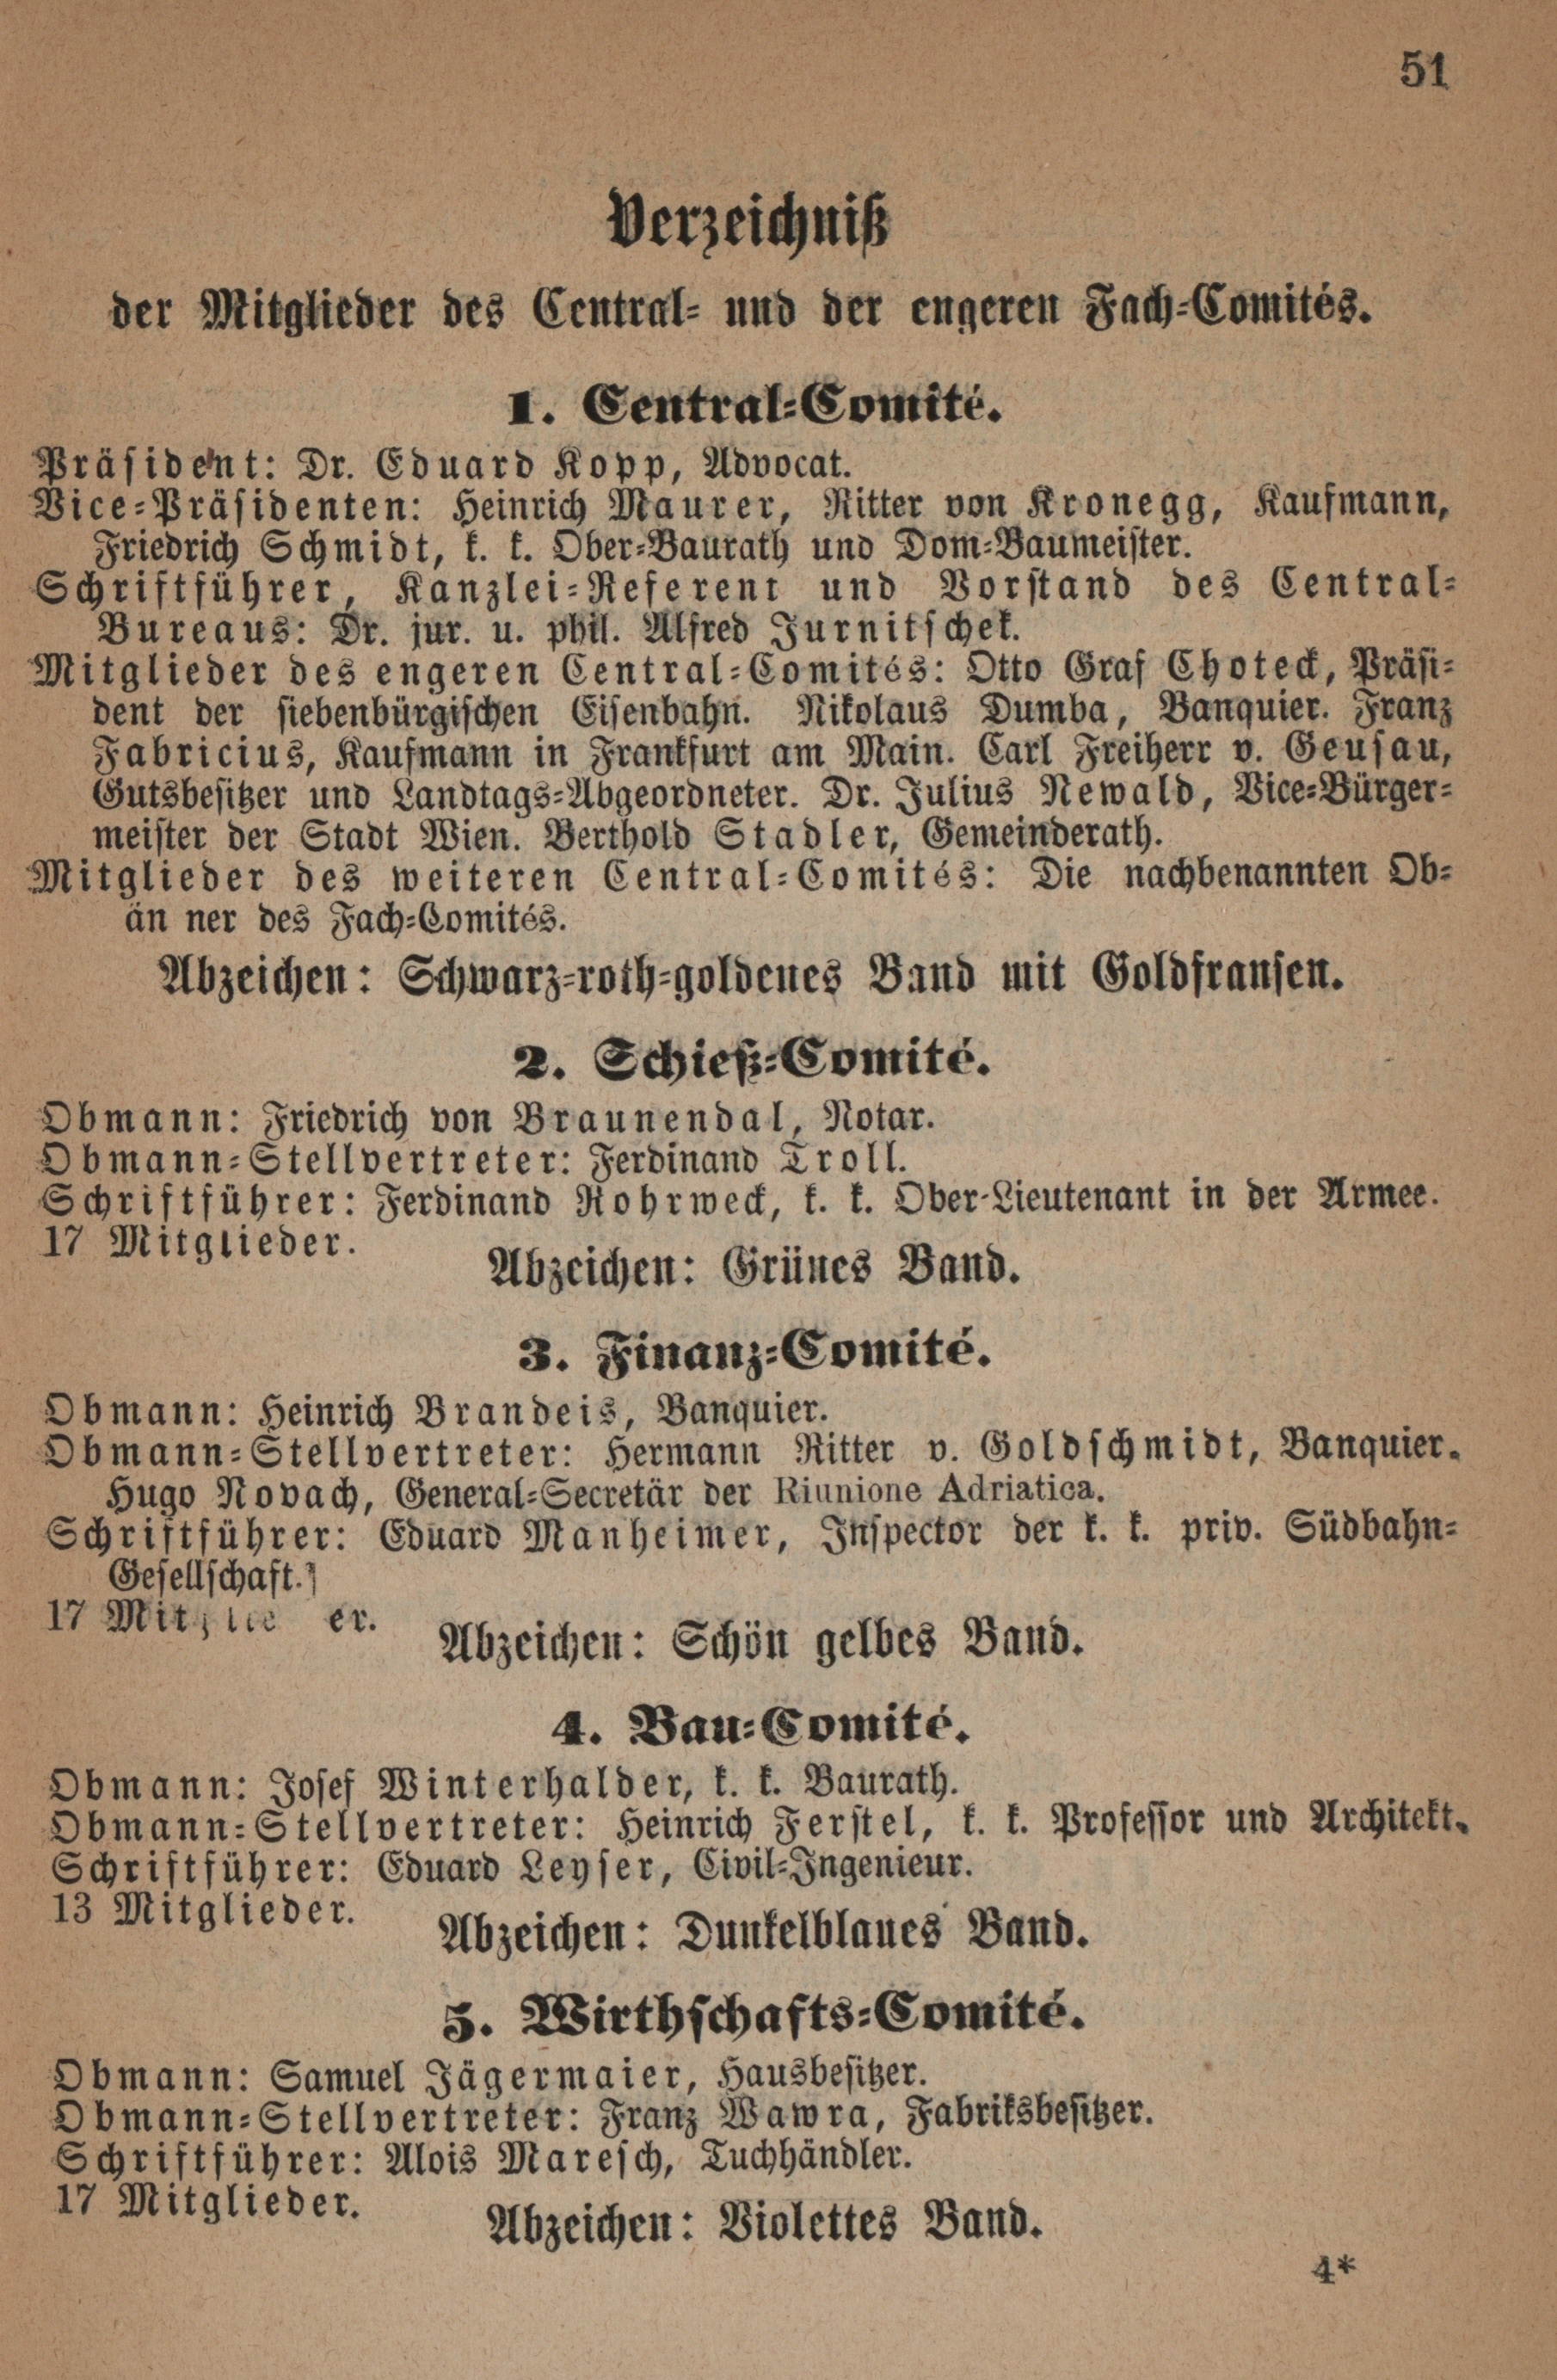 51
Verzeichniß
der Mitglieder des Central- und der engeren Fach-Comités.
1. Central-Comité.
Präsident: Dr. Eduard Kopp, Advocat.
Vice-Präsidenten: Heinrich Maurer, Ritter von Kronegg, Kaufmann,
Friedrich Schmidt, k. k. Ober-Baurath und Dom-Baumeister.
Schriftführer, Kanzlei-Referent und Vorstand des Central-
Bureaus: Dr. jur. u. phil. Alfred Jurnitschek.
Mitglieder des engeren Central-Comités: Otto Graf Choteck, Präsi-
dent der siebenbürgischen Eisenbahn. Nikolaus Dumba, Banquier. Franz
Fabricius, Kaufmann in Frankfurt am Main. Carl Freiherr v. Geusau,
Gutsbesitzer und Landtags-Abgeordneter. Dr. Julius Newald, Vice-Bürger-
meister der Stadt Wien. Berthold Stadler, Gemeinderath.
Mitglieder des weiteren Central-Comités: Die nachbenannten Ob-
än ner des Fach-Comités.
Abzeichen: Schwarz-roth-goldenes Band mit Goldfransen.
2. Schieß-Comité.
Obmann: Friedrich von Braunendal, Notar.
Obmann-Stellvertreter: Ferdinand Troll.
Schriftführer: Ferdinand Rohrweck, k. k. Ober-Lieutenant in der Armee.
17 Mitglieder.
Abzeichen: Grünes Band.
3. Finanz-Comité.
Obmann: Heinrich Brandeis, Banquier.
Obmann-Stellvertreter: Hermann Ritter v. Goldschmidt, Banquier.
Hugo Novach, General-Secretär der Riunione Adriatica.
Schriftführer: Eduard Manheimer, Inspector der k. k. priv. Südbahn-
Gesellschaft.
17
Abzeichen: Schön gelbes Band.
4. Bau-Comité.
Obmann: Josef Winterhalder, k. k. Baurath.
Obmann-Stellvertreter: Heinrich Ferstel, k. k. Professor und Architekt.
Schriftführer: Eduard Leyser, Civil-Ingenieur.
13 Mitglieder.
Abzeichen: Dunkelblaues Band.
5. Wirthschafts-Comité.
Obmann: Samuel Jägermaier, Hausbesitzer.
Obmann-Stellvertreter: Franz Wawra, Fabriksbesitzer.
Schriftführer: Alois Maresch, Tuchhändler.
17 Mitglieder.
Abzeichen: Violettes Band.
4*